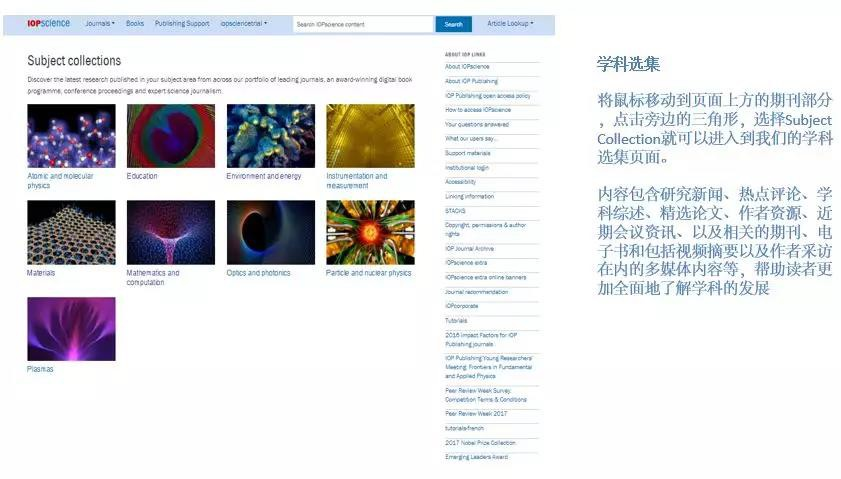 IOPscience Journals Books Publishing Support iopsciencetrial Search IOPscience content Search Article Lookup
Subject collections
Discover the latest research published in your subject area from across our portfolio of leading journals, an award-winning digital book
programme, conference proceedings and expert science journalism.
Atomic and molecular
physics
Education
Environment and energy
Instrumentation and
measurement
Materials
Mathematics and
computation
Optics and photonics
Particle and nuclear physics
Plasmas
ABOUT IOP LINKS
About IOPscience
About IOP Publishing
IOP Publishing open access policy
How to access IOPscience
Your questions answered
What our users say...
Support materials
Institutional login
Accessibility
Linking information
STACKS
Copyright, permissions & author
rights
IOP Journal Archive
IOPscience extra
IOPscience extra online banners
Journal recommendation
IOPcorporate
Tutorials
2016 Impact Factors for IOP
Publishing journals
IOP Publishing Young Researchers'
Meeting: Frontiers in Fundamental
and Applied Physics
Peer Review Week Survey:
Competition Terms & Conditions
Peer Review Week 2017
tutorials-french
2017 Nobel Prize Collection
Emerging Leaders Award
学科选集
将鼠标移动到页面上方的期刊部分
，点击旁边的三角形，选择Subject
Collection就可以进入到我们的学科
选集页面。
内容包含研究新闻、热点评论、学
科综述、精选论文、作者资源、近
期会议资讯、以及相关的期刊、电
子书和包括视频摘要以及作者采访
在内的多媒体内容等，帮助读者更
加全面地了解学科的发展